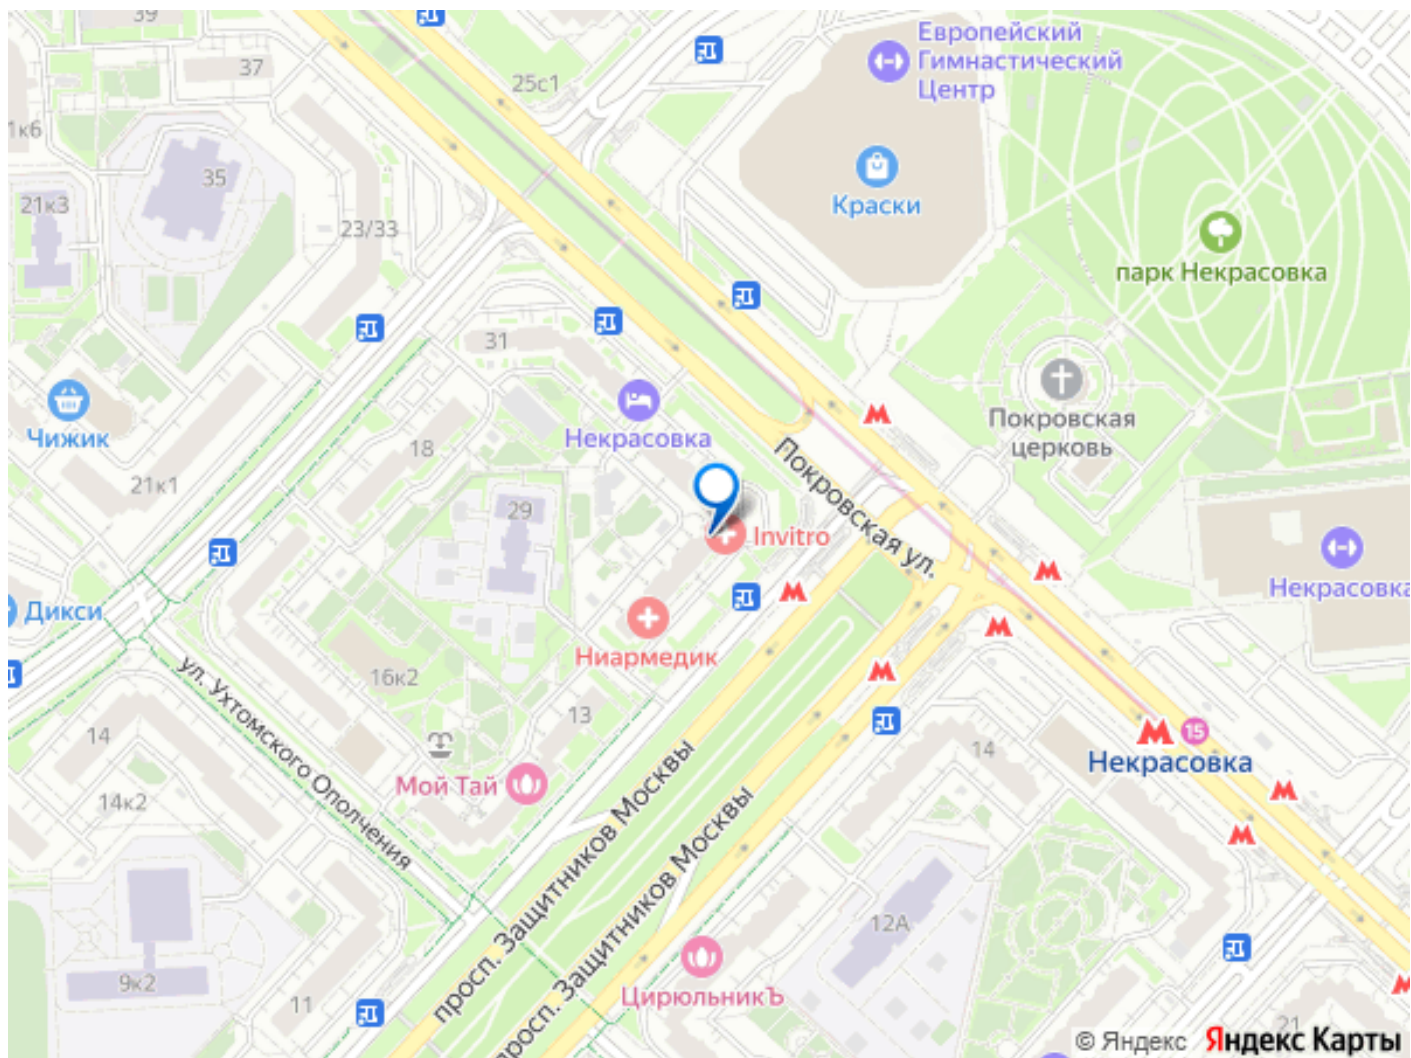 39
37
25с1
Европейский
Гимнастический
Центр
1к6
35
21к3
Краски
23/33
парк Некрасовка
31
Чижик
Некрасовка
Покровская
церковь
18
21к1
Покровская ул.
29
Invitro
Некрасовка
Дикси
Ниармедик
ул. Ухтомского Ополчения
16к2
13
14
15
Некрасовка
14
Мой Тай
14к2
просп. Защитников Москвы
просп. Защитников Москвы
12А
9к2
11
ЦирюльникЪ
21
© Яндекс Яндекс Карты